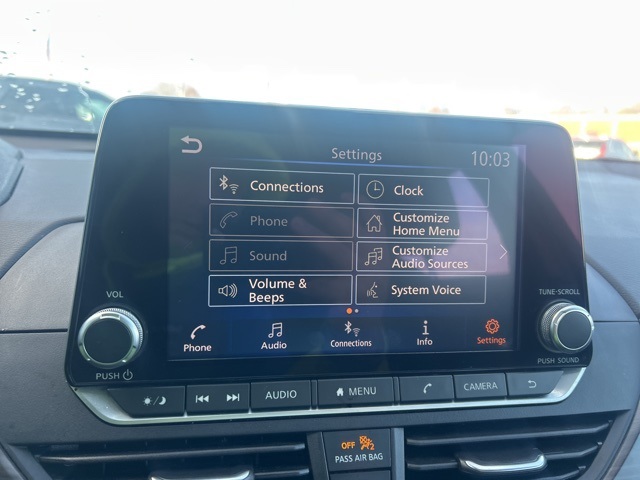 Settings
10:03
Connections
Clock
Phone
Customize
Home Menu
Sound
Customize
Audio Sources
Volume &
Beeps
System Voice
Phone
Audio
Connections
Info
Settings
VOL
PUSH
TUNE·SCROLL
PUSH SOUND
AUDIO
MENU
CAMERA
OFF
2
PASS AIR BAG